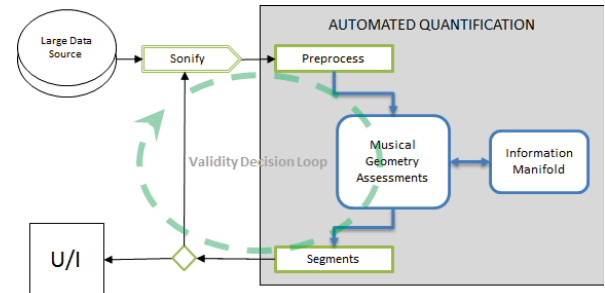 AUTOMATED QUANTIFICATION
Large Data
Source
Sonify
Preprocess
Musical
Geometry
Assessments
Information
Manifold
Validity Decision Loop
U/I
Segments